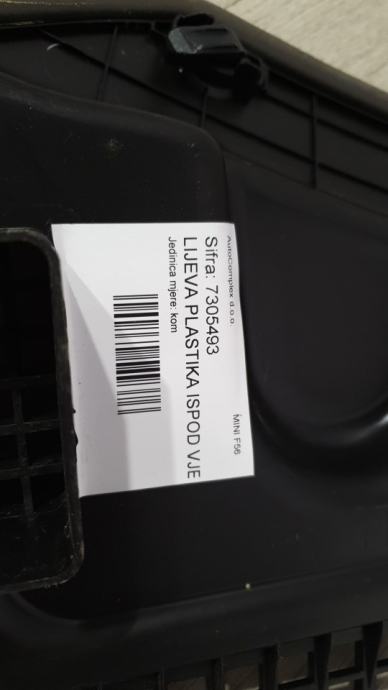 AutoComplex d.o.o. MINI F56
Sifra: 7305493
LIJEVA PLASTIKA ISPOD VJE
Jedinica mjere: kom